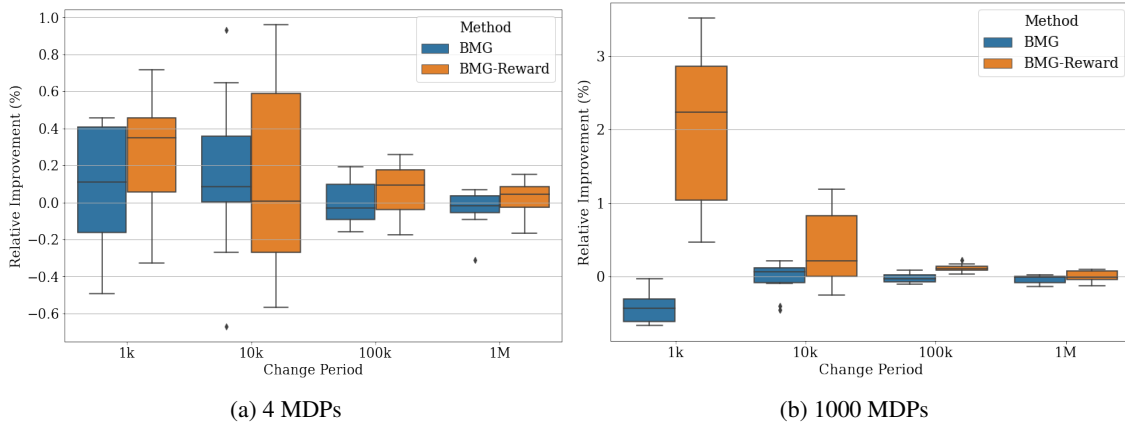 1.0
0.8
0.6
0.4
0.2
0.0
−0.2
−0.4
−0.6
Relative Improvement (%)
Method
BMG
BMG-Reward
1k
10k
100k
1M
Change Period
(a) 4 MDPs
3
2
1
0
Relative Improvement (%)
Method
BMG
BMG-Reward
1k
10k
100k
1M
Change Period
(b) 1000 MDPs